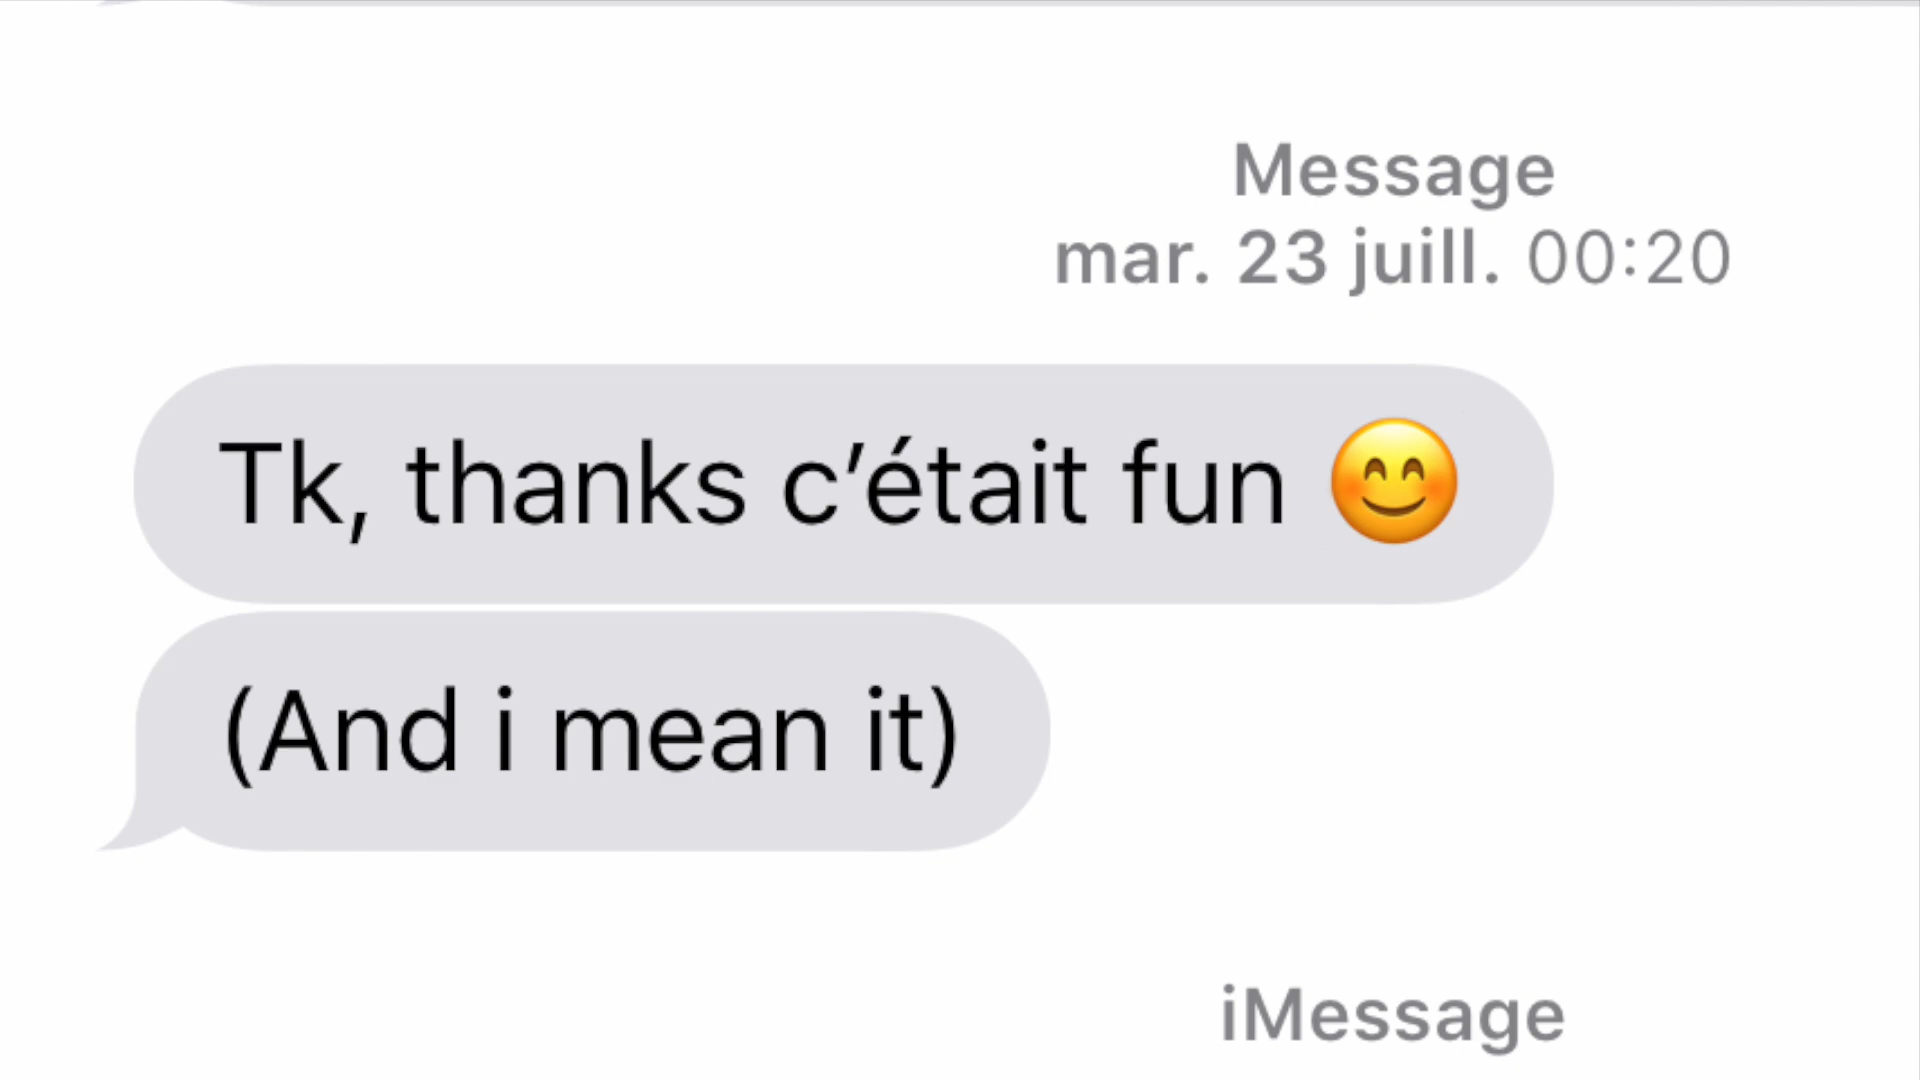 Message
mar. 23 juill. 00:20
Tk, thanks c’était fun 😊
(And i mean it)
iMessage